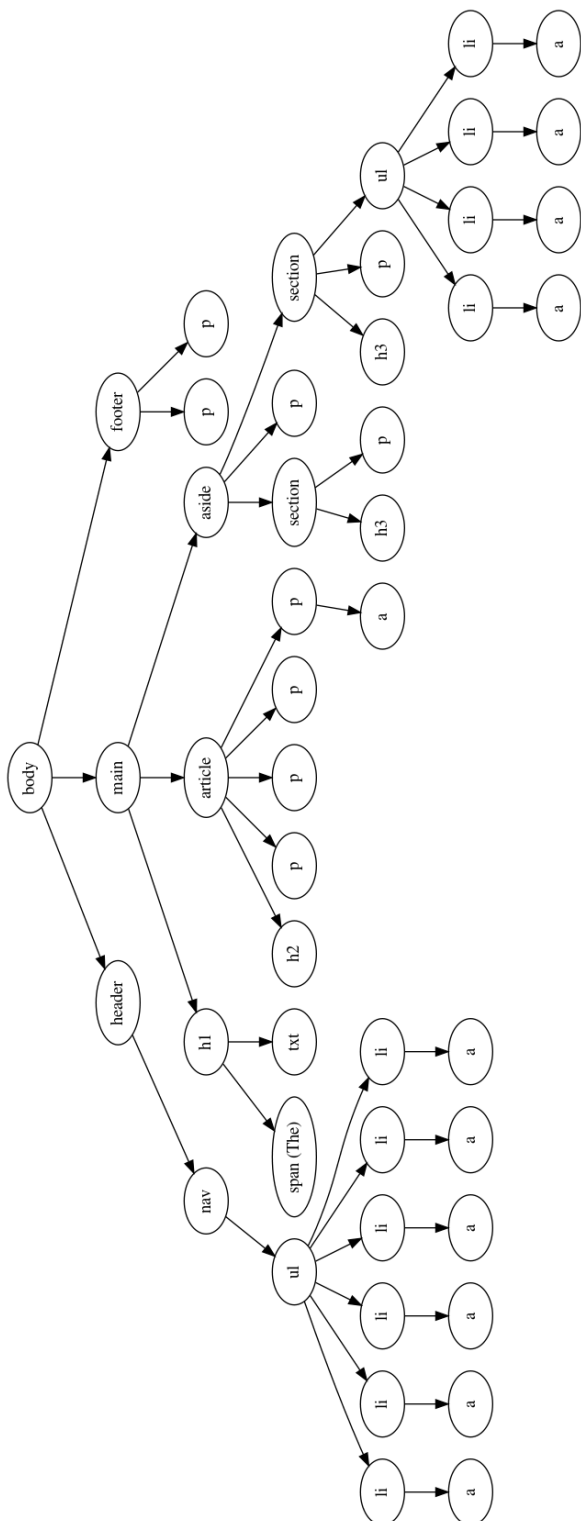 body
header main footer
nav h1 article aside p p
ul span (The) txt h2 p p p p section p section
li li li li li li a h3 p h3 p ul
a a a a a a li li li li
a a a a